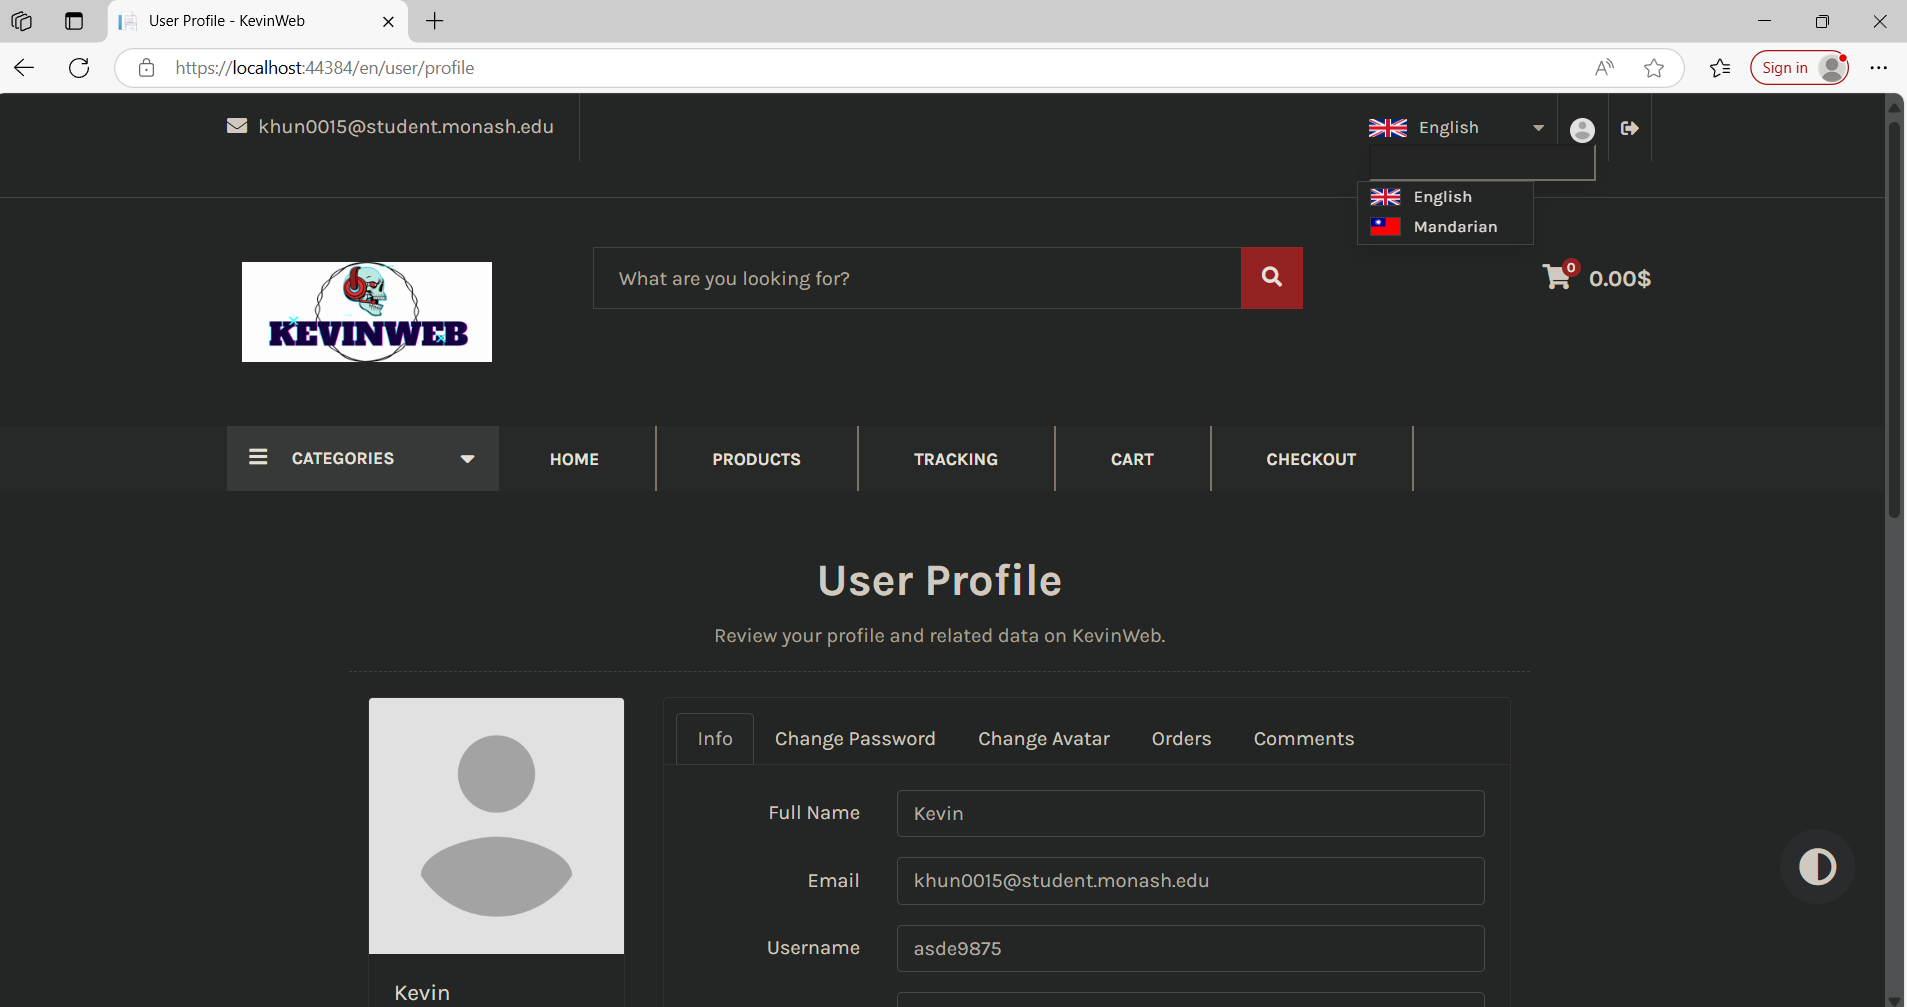 User Profile - KevinWeb
https://localhost:44384/en/user/profile
Sign in
khun0015@student.monash.edu
English
English
Mandarian
KEVINWEB
What are you looking for?
0
0.00$
CATEGORIES
HOME
PRODUCTS
TRACKING
CART
CHECKOUT
User Profile
Review your profile and related data on KevinWeb.
Info
Change Password
Change Avatar
Orders
Comments
Full Name
Kevin
Email
khun0015@student.monash.edu
Username
asde9875
Kevin